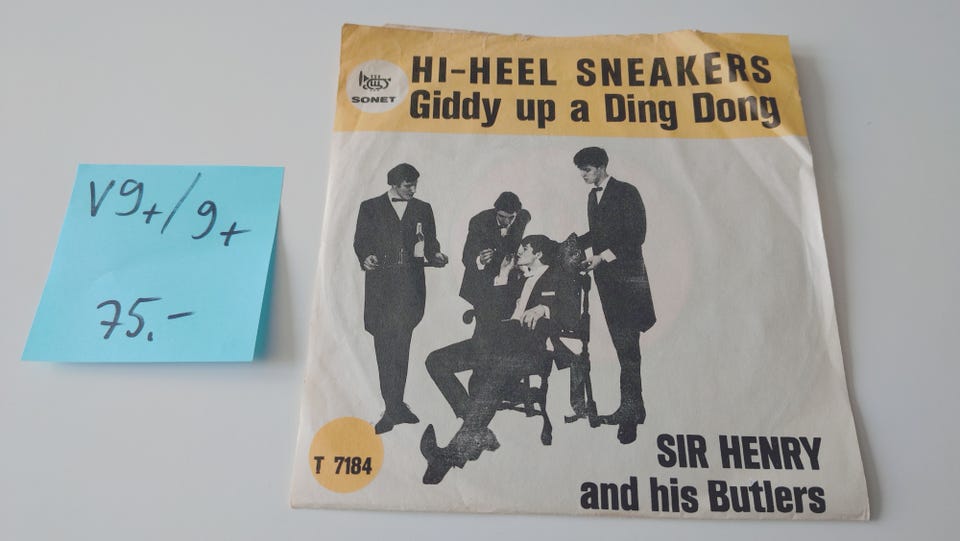 vg+/g+
75.-
SONET
HI-HEEL SNEAKERS
Giddy up a Ding Dong
T 7184
SIR HENRY
and his Butlers